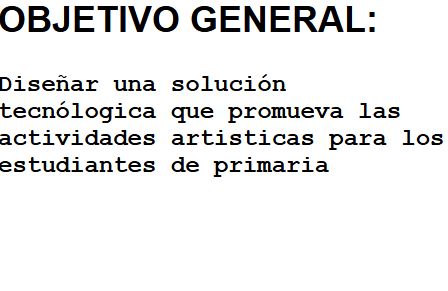 OBJETIVO GENERAL:
Diseñar una solución
tecnólogica que promueva las
actividades artisticas para los
estudiantes de primaria